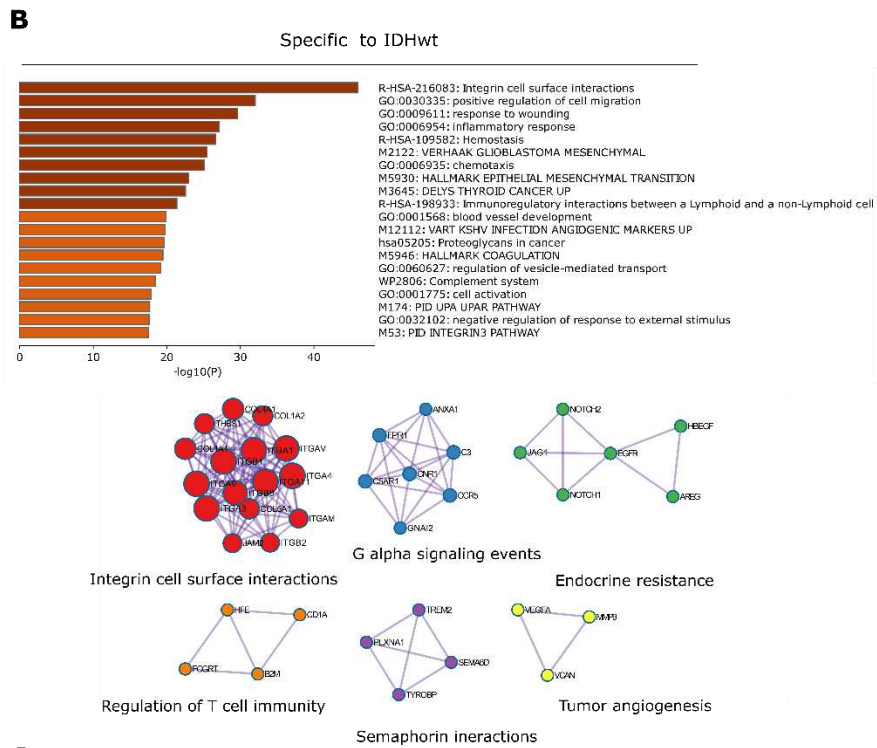 B
Specific to IDHwt
R-HSA-216083: Integrin cell surface interactions
GO:0030335: positive regulation of cell migration
GO:0009611: response to wounding
GO:0006954: inflammatory response
R-HSA-109582: Hemostasis
M2122: VERHAAK GLIOBLASTOMA MESENCHYMAL
GO:0006935: chemotaxis
M5930: HALLMARK EPITHELIAL MESENCHYMAL TRANSITION
M3645: DELYS THYROID CANCER UP
R-HSA-198933: Immunoregulatory interactions between a Lymphoid and a non-Lymphoid cell
GO:0001568: blood vessel development
M12112: VART KSHV INFECTION ANGIOGENIC MARKERS UP
hsa05205: Proteoglycans in cancer
M5946: HALLMARK COAGULATION
GO:0060627: regulation of vesicle-mediated transport
WP2806: Complement system
GO:0001775: cell activation
M174: PID UPA UPAR PATHWAY
GO:0032102: negative regulation of response to external stimulus
M53: PID INTEGRIN3 PATHWAY
0 10 20 30 40
-log10(P)
COL4A1
COL1A2
THBS1
COL1A1
ITGA1
ITGAV
ITGB1
ITGA4
ITGA9
ITGA11
ITGA3
COL5A1
ITGAM
JAM2
ITGB2
Integrin cell surface interactions
ANXA1
FPR1
C3
CNR1
C5AR1
CCR5
GNAI2
G alpha signaling events
NOTCH2
HBEGF
JAG1
EGFR
NOTCH1
AREG
Endocrine resistance
HFE
CD1A
FCGRT
B2M
Regulation of T cell immunity
TREM2
PLXNA1
SEMA6D
TYROBP
Semaphorin ineractions
VEGFA
MMP9
VCAN
Tumor angiogenesis